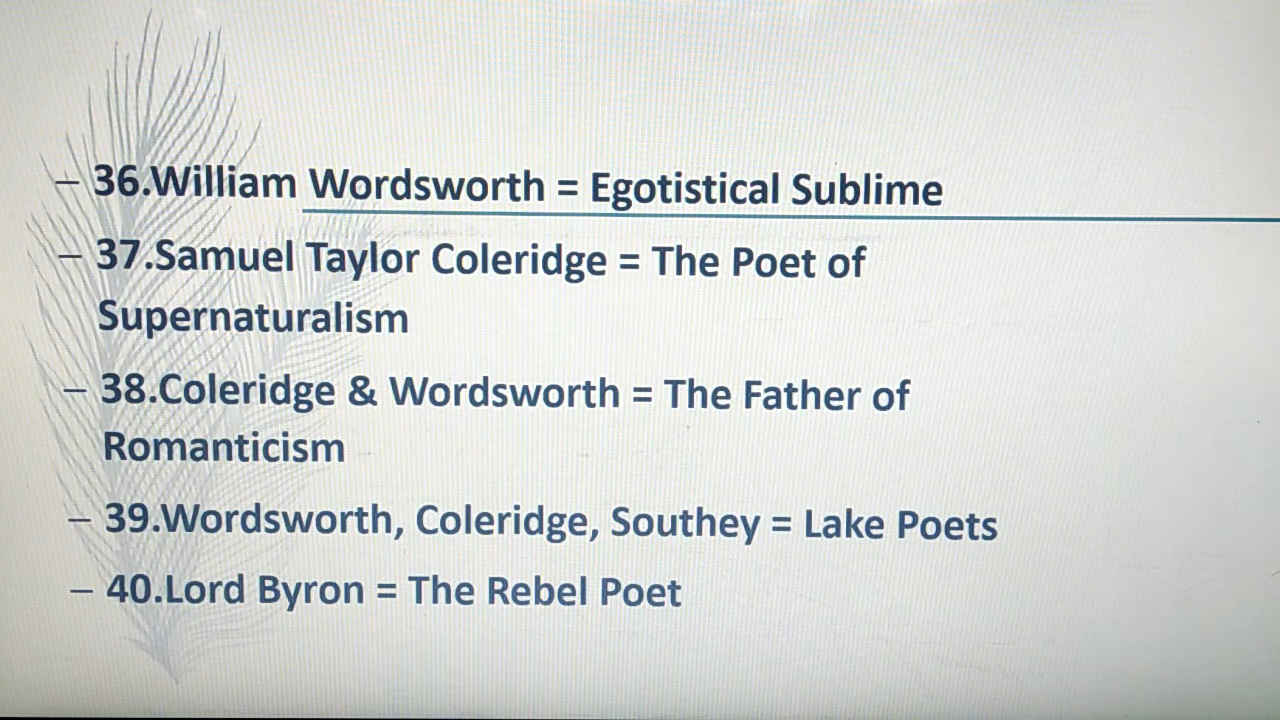 – 36.William Wordsworth = Egotistical Sublime
– 37.Samuel Taylor Coleridge = The Poet of
Supernaturalism
– 38.Coleridge & Wordsworth = The Father of
Romanticism
– 39.Wordsworth, Coleridge, Southey = Lake Poets
– 40.Lord Byron = The Rebel Poet